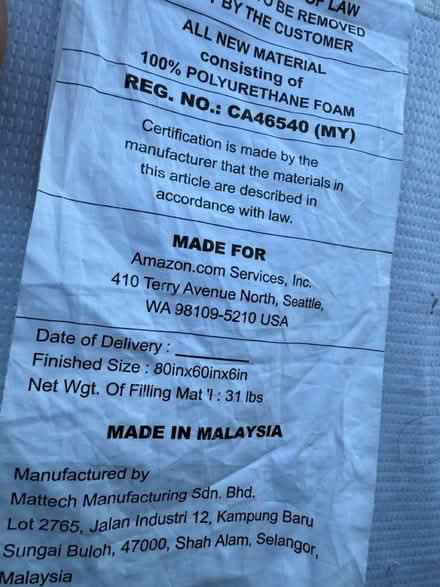 OF LAW
TO BE REMOVED
BY THE CUSTOMER
ALL NEW MATERIAL
consisting of
100% POLYURETHANE FOAM
REG. NO.: CA46540 (MY)
Certification is made by the
manufacturer that the materials in
this article are described in
accordance with law.
MADE FOR
Amazon.com Services, Inc.
410 Terry Avenue North, Seattle,
WA 98109-5210 USA
Date of Delivery :
Finished Size : 80inx60inx6in
Net Wgt. Of Filling Mat 'l : 31 lbs
MADE IN MALAYSIA
Manufactured by
Mattech Manufacturing Sdn. Bhd.
Lot 2765, Jalan Industri 12, Kampung Baru
Sungai Buloh, 47000, Shah Alam, Selangor,
Malaysia